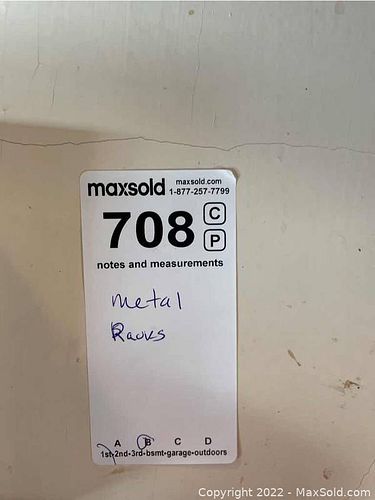 maxsold maxsold.com
1-877-257-7799
708 C
P
notes and measurements
metal
Racks
A B C D
1st-2nd-3rd-bsmt-garage-outdoors
Copyright © 2022 - MaxSold.com